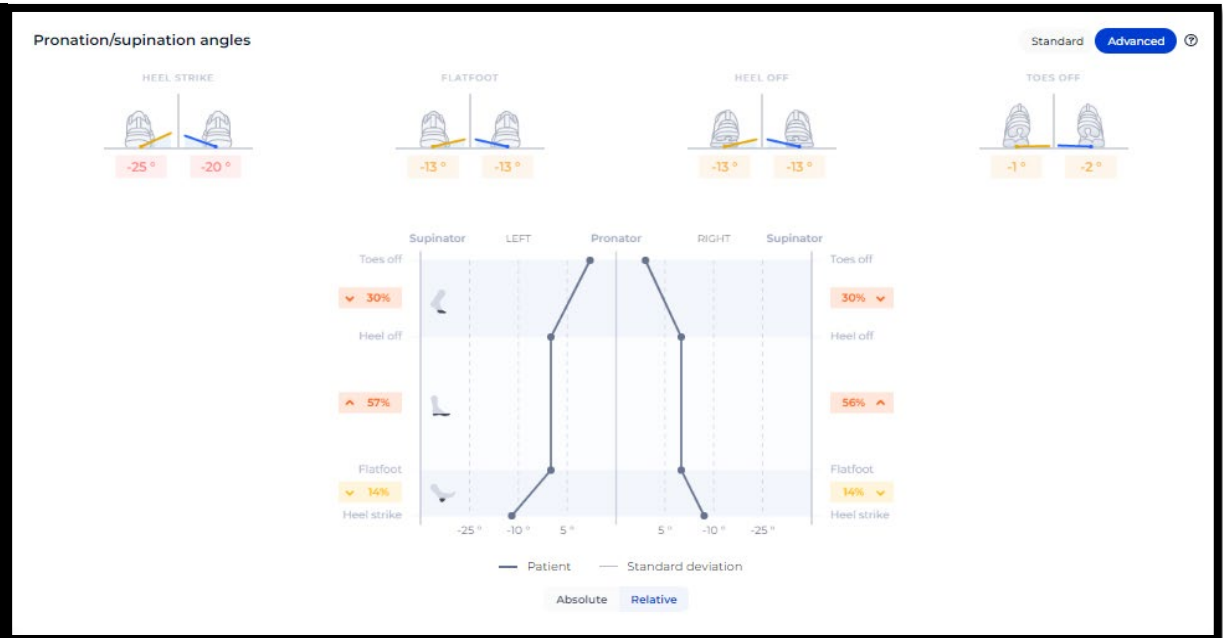 Pronation/supination angles Standard Advanced ?
HEEL STRIKE FLATFOOT HEEL OFF TOES OFF
-25 ° -20 ° -13 ° -13 ° -13 ° -13 ° -1 ° -2 °
Supinator LEFT Pronator RIGHT Supinator
Toes off Toes off
30% 30%
Heel off Heel off
57% 56%
Flatfoot Flatfoot
14% 14%
Heel strike Heel strike
-25 ° -10 ° 5 ° 5 ° -10 ° -25 °
Patient Standard deviation
Absolute Relative